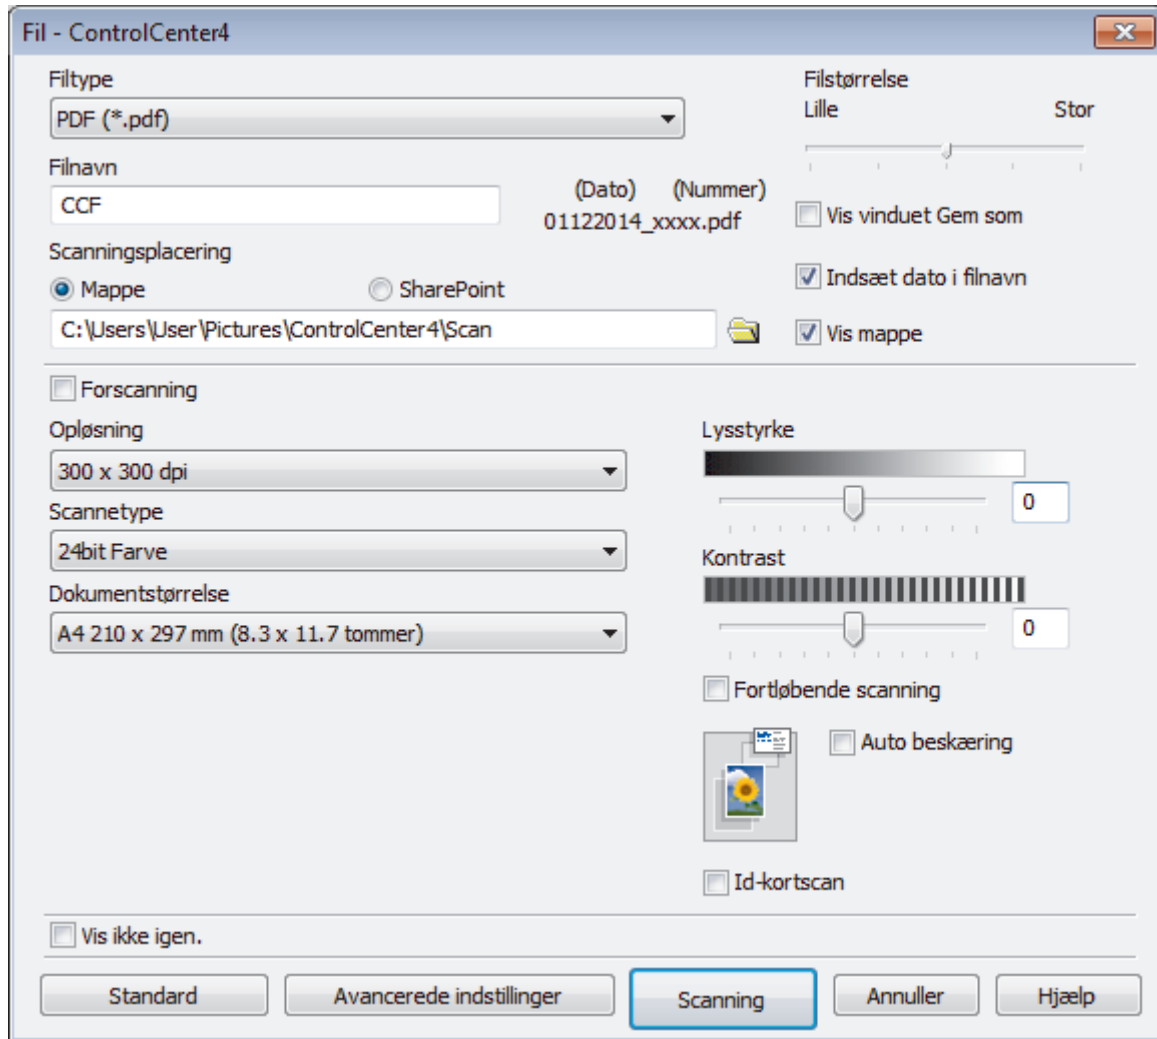 Fil - ControlCenter4
Filtype
PDF (*.pdf)
Filstørrelse
Lille Stor
Filnavn
CCF
(Dato) (Nummer)
01122014_xxxx.pdf
Vis vinduet Gem som
Scanningsplacering
Mappe SharePoint
Indsæt dato i filnavn
C:\Users\User\Pictures\ControlCenter4\Scan
Vis mappe
Forscanning
Opløsning
300 x 300 dpi
Scannetype
24bit Farve
Dokumentstørrelse
A4 210 x 297 mm (8.3 x 11.7 tommer)
Lysstyrke
0
Kontrast
0
Fortløbende scanning
Auto beskæring
Id-kortscan
Vis ikke igen.
Standard Avancerede indstillinger Scanning Annuller Hjælp